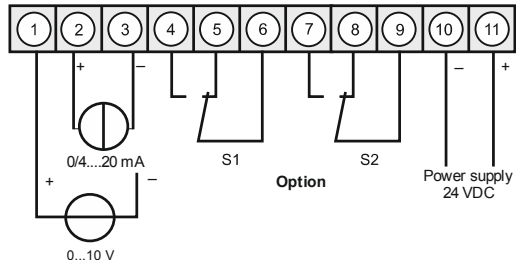 1 2 3 4 5 6 7 8 9 10 11
+ – – +
0/4....20 mA S1 S2
Option
Power supply
24 VDC
+ –
0...10 V